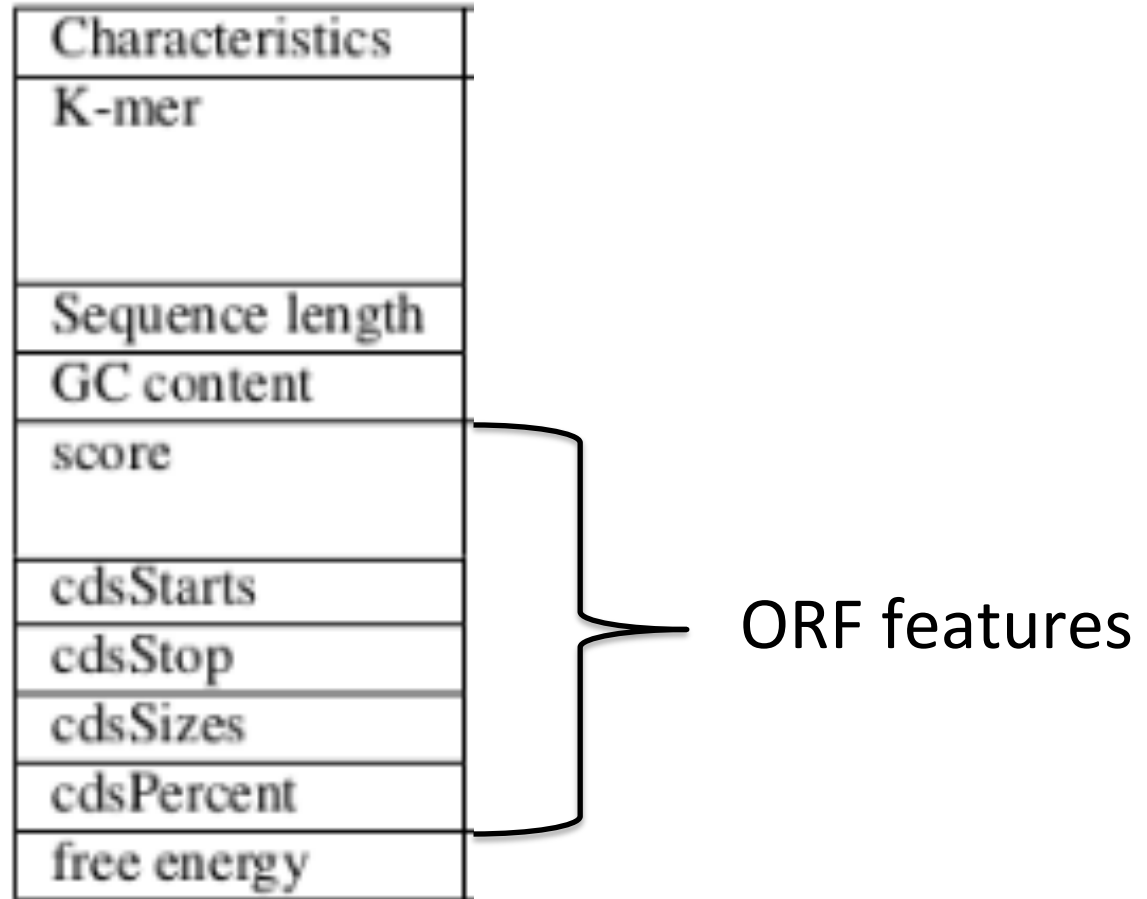 Characteristics
K-mer
Sequence length
GC content
score
cdsStarts
cdsStop
cdsSizes
cdsPercent
free energy
ORF features